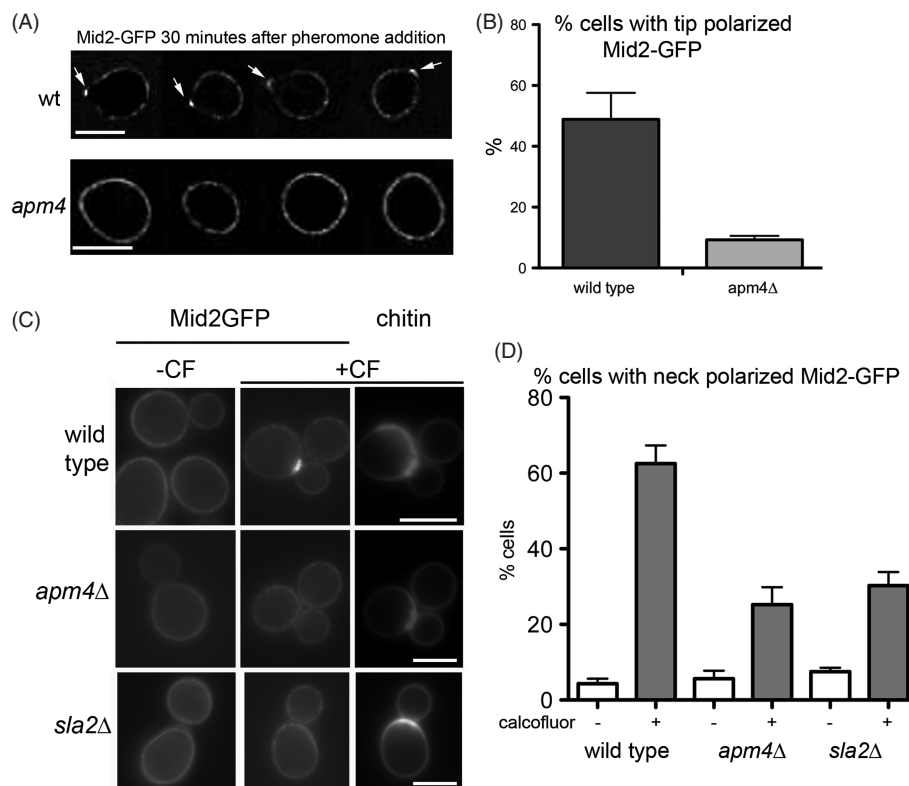 (A)
Mid2-GFP 30 minutes after pheromone addition
wt
apm4
(B)
% cells with tip polarized
Mid2-GFP
80
60
40
20
0
%
wild type
apm4Δ
(C)
Mid2GFP
chitin
-CF
+CF
wild
type
apm4Δ
sla2Δ
(D)
% cells with neck polarized Mid2-GFP
80
60
40
20
0
% cells
calcofluor
- + - + - +
wild type
apm4Δ
sla2Δ